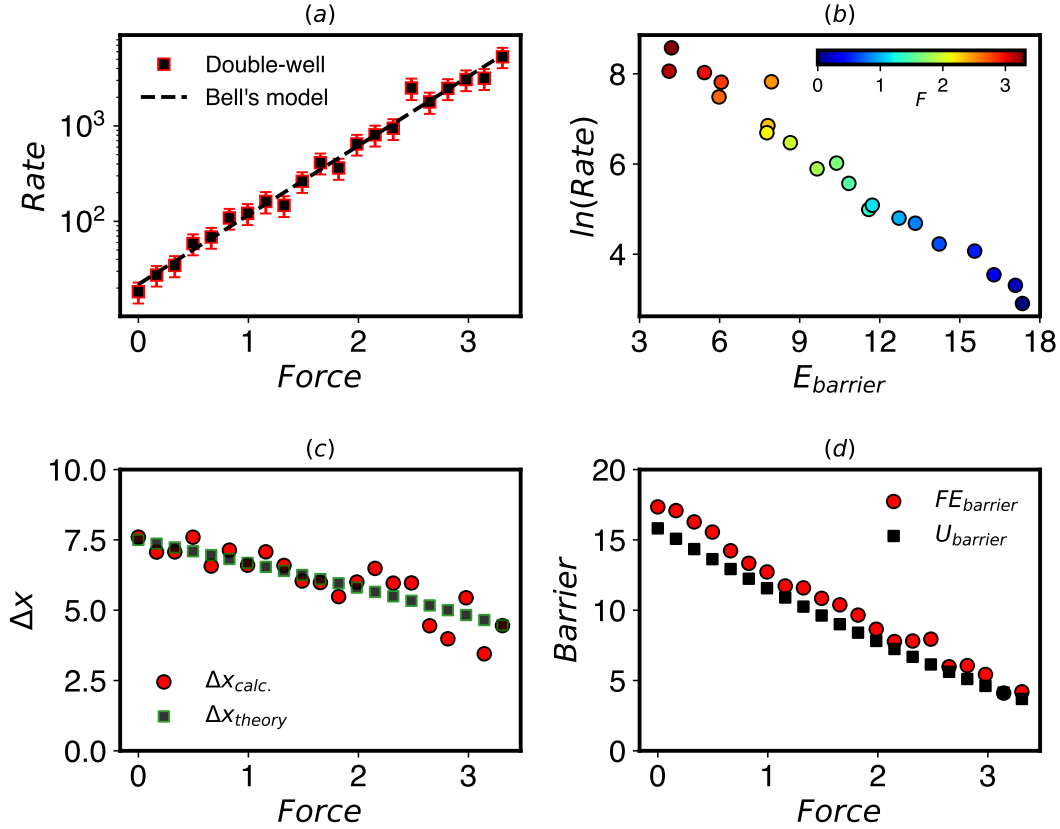 (a)
Double-well
Bell's model
10³
10²
Rate
0 1 2 3
Force
(b)
0 1 2 3
F
8
6
4
ln(Rate)
3 6 9 12 15 18
E_barrier
(c)
10.0
7.5
5.0
2.5
0.0
Δx
Δx_calc.
Δx_theory
0 1 2 3
Force
(d)
20
15
10
5
0
Barrier
FE_barrier
U_barrier
0 1 2 3
Force